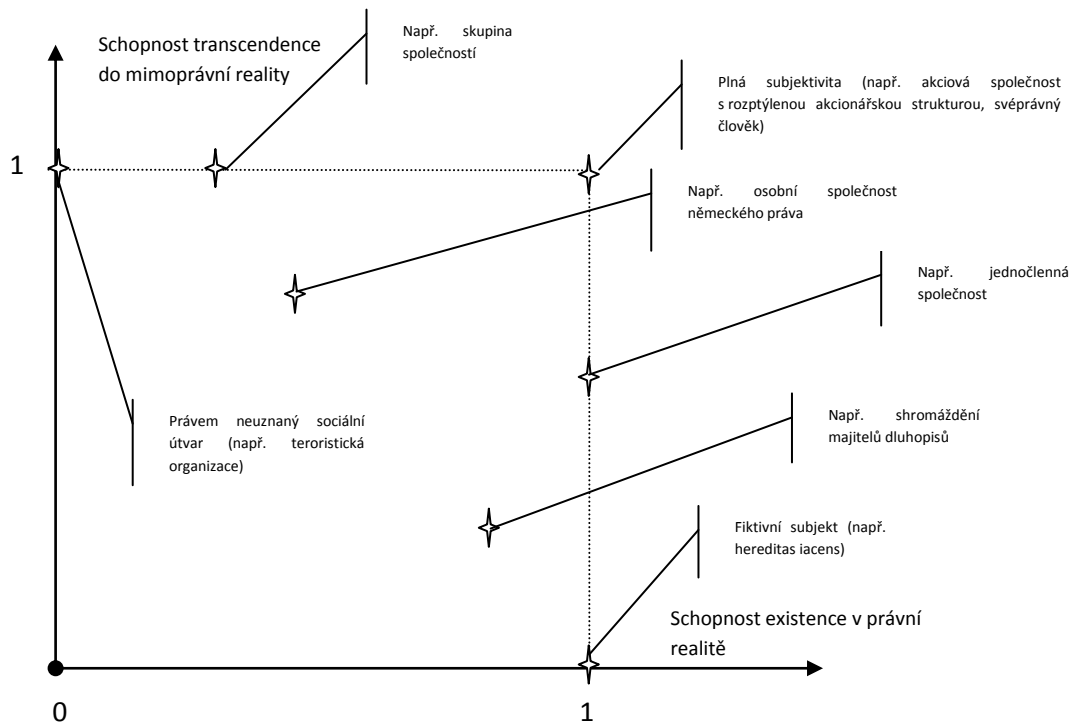 Schopnost transcendence
do mimoprávní reality
Např. skupina
společností
Plná subjektivita (např. akciová společnost
s rozptýlenou akcionářskou strukturou, svéprávný
člověk)
1
Např. osobní společnost
německého práva
Např. jednočlenná
společnost
Právem neuznaný sociální
útvar (např. teroristická
organizace)
Např. shromáždění
majitelů dluhopisů
Fiktivní subjekt (např.
hereditas iacens)
Schopnost existence v právní
realitě
0
1